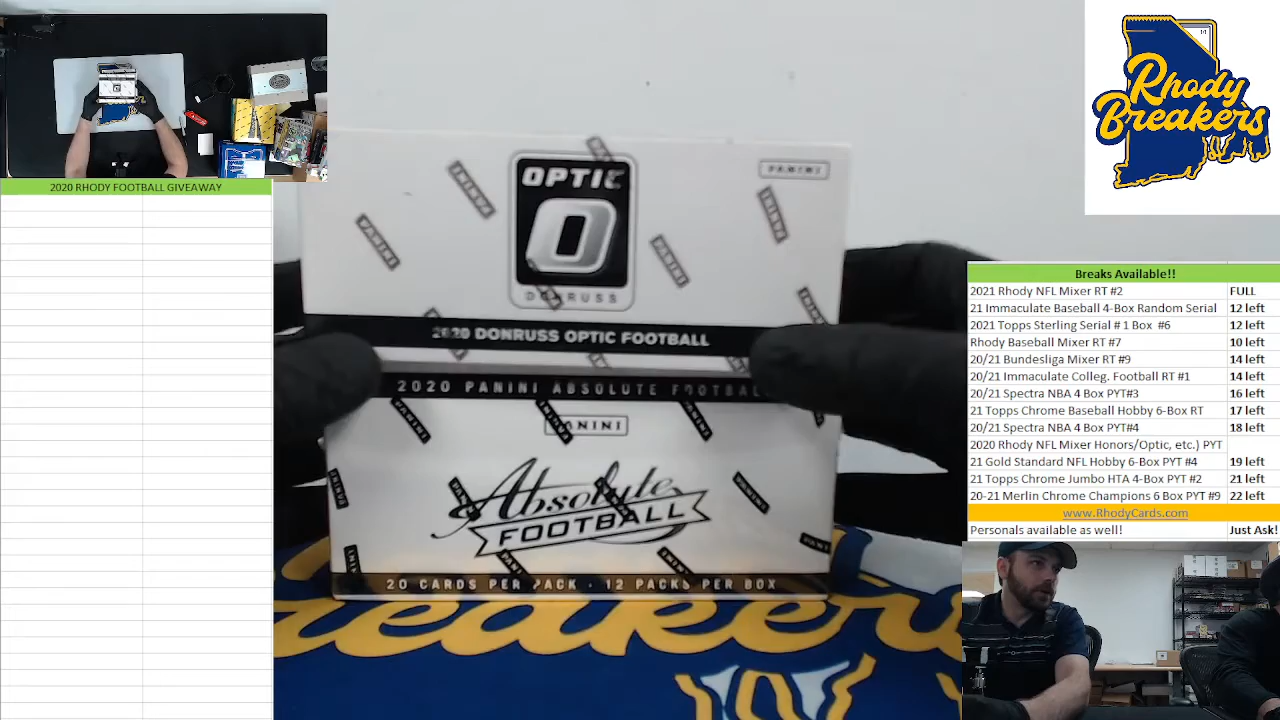 2020 RHODY FOOTBALL GIVEAWAY
OPTIC
DONRUSS
PANINI
PANINI
PANINI
PANINI
PANINI
2020 DONRUSS OPTIC FOOTBALL
2020 PANINI ABSOLUTE FOOTBALL
PANINI
Absolute
FOOTBALL
20 CARDS PER PACK · 12 PACKS PER BOX
Breakers
Rhody
Breakers
Breaks Available!!
2021 Rhody NFL Mixer RT #2 FULL
21 Immaculate Baseball 4-Box Random Serial 12 left
2021 Topps Sterling Serial # 1 Box #6 12 left
Rhody Baseball Mixer RT #7 10 left
20/21 Bundesliga Mixer RT #9 14 left
20/21 Immaculate Colleg. Football RT #1 14 left
20/21 Spectra NBA 4 Box PYT#3 16 left
21 Topps Chrome Baseball Hobby 6-Box RT 17 left
20/21 Spectra NBA 4 Box PYT#4 18 left
2020 Rhody NFL Mixer Honors/Optic, etc.) PYT
21 Gold Standard NFL Hobby 6-Box PYT #4 19 left
21 Topps Chrome Jumbo HTA 4-Box PYT #2 21 left
20-21 Merlin Chrome Champions 6 Box PYT #9 22 left
www.RhodyCards.com
Personals available as well! Just Ask!